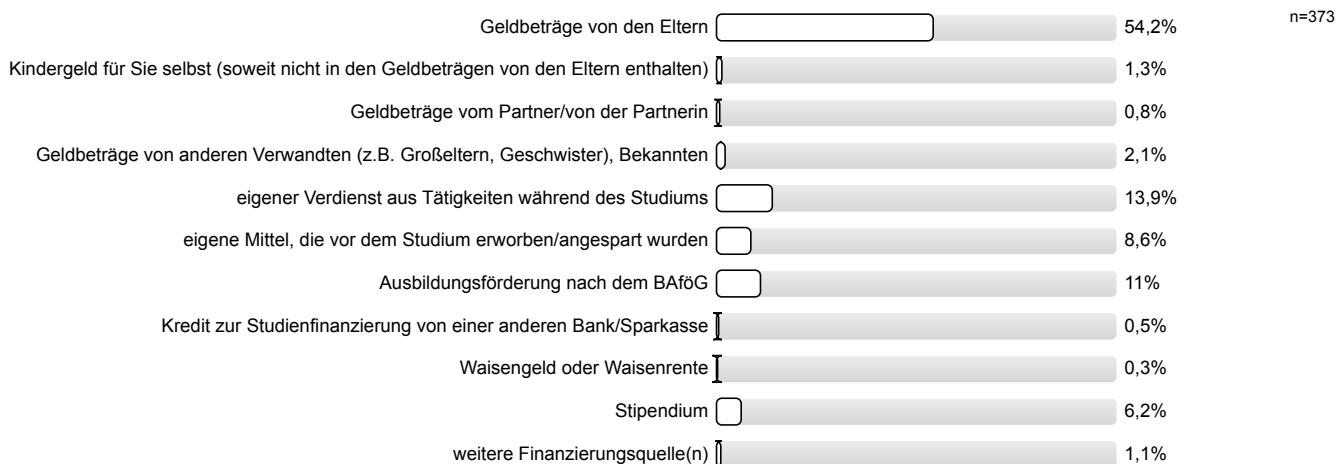 n=373
Geldbeträge von den Eltern 54,2%
Kindergeld für Sie selbst (soweit nicht in den Geldbeträgen von den Eltern enthalten) 1,3%
Geldbeträge vom Partner/von der Partnerin 0,8%
Geldbeträge von anderen Verwandten (z.B. Großeltern, Geschwister), Bekannten 2,1%
eigener Verdienst aus Tätigkeiten während des Studiums 13,9%
eigene Mittel, die vor dem Studium erworben/angespart wurden 8,6%
Ausbildungsförderung nach dem BAföG 11%
Kredit zur Studienfinanzierung von einer anderen Bank/Sparkasse 0,5%
Waisengeld oder Waisenrente 0,3%
Stipendium 6,2%
weitere Finanzierungsquelle(n) 1,1%